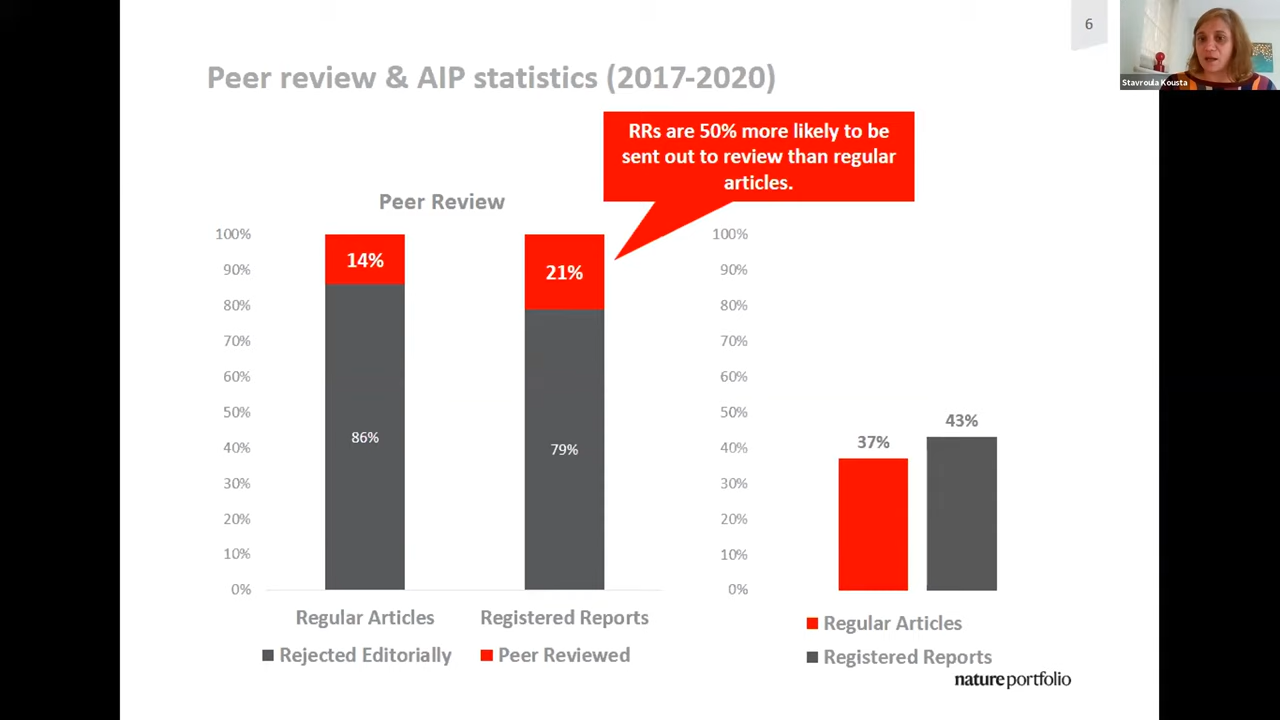 6
Stavroula Kousta
Peer review & AIP statistics (2017-2020)
RRs are 50% more likely to be
sent out to review than regular
articles.
Peer Review
100%
90%
80%
70%
60%
50%
40%
30%
20%
10%
0%
14%
86%
21%
79%
Regular Articles
Registered Reports
Rejected Editorially
Peer Reviewed
100%
90%
80%
70%
60%
50%
40%
30%
20%
10%
0%
37%
43%
Regular Articles
Registered Reports
natureportfolio